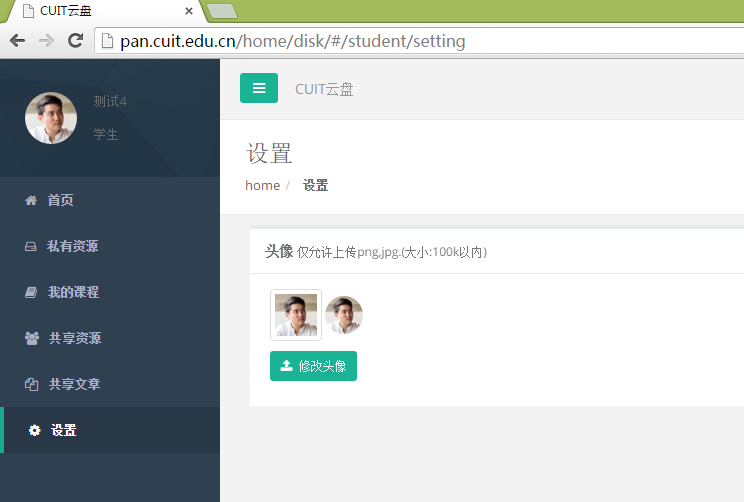 CUIT云盘
pan.cuit.edu.cn/home/disk/#/student/setting
测试4
学生
首页
私有资源
我的课程
共享资源
共享文章
设置
CUIT云盘
设置
home / 设置
头像 仅允许上传png,jpg.(大小:100k以内)
修改头像